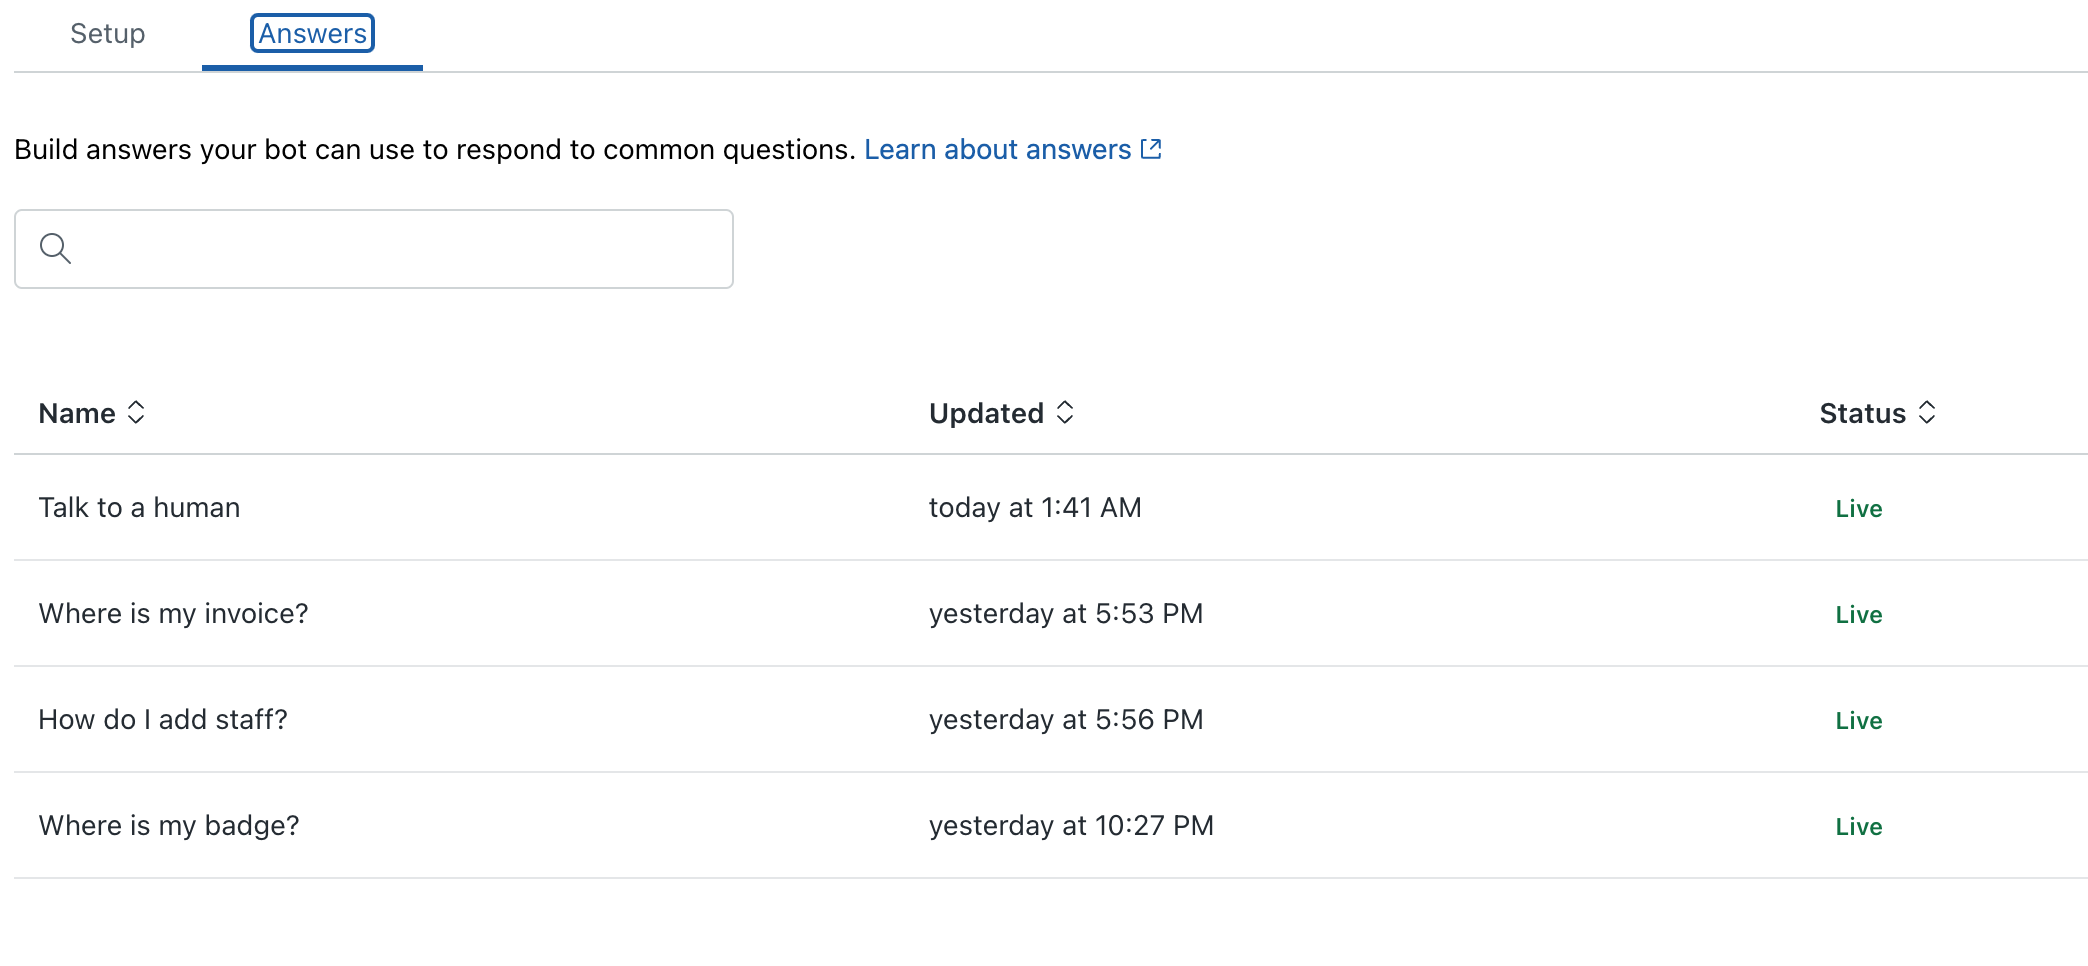 Setup Answers
Build answers your bot can use to respond to common questions. Learn about answers
Name Updated Status
Talk to a human today at 1:41 AM Live
Where is my invoice? yesterday at 5:53 PM Live
How do I add staff? yesterday at 5:56 PM Live
Where is my badge? yesterday at 10:27 PM Live